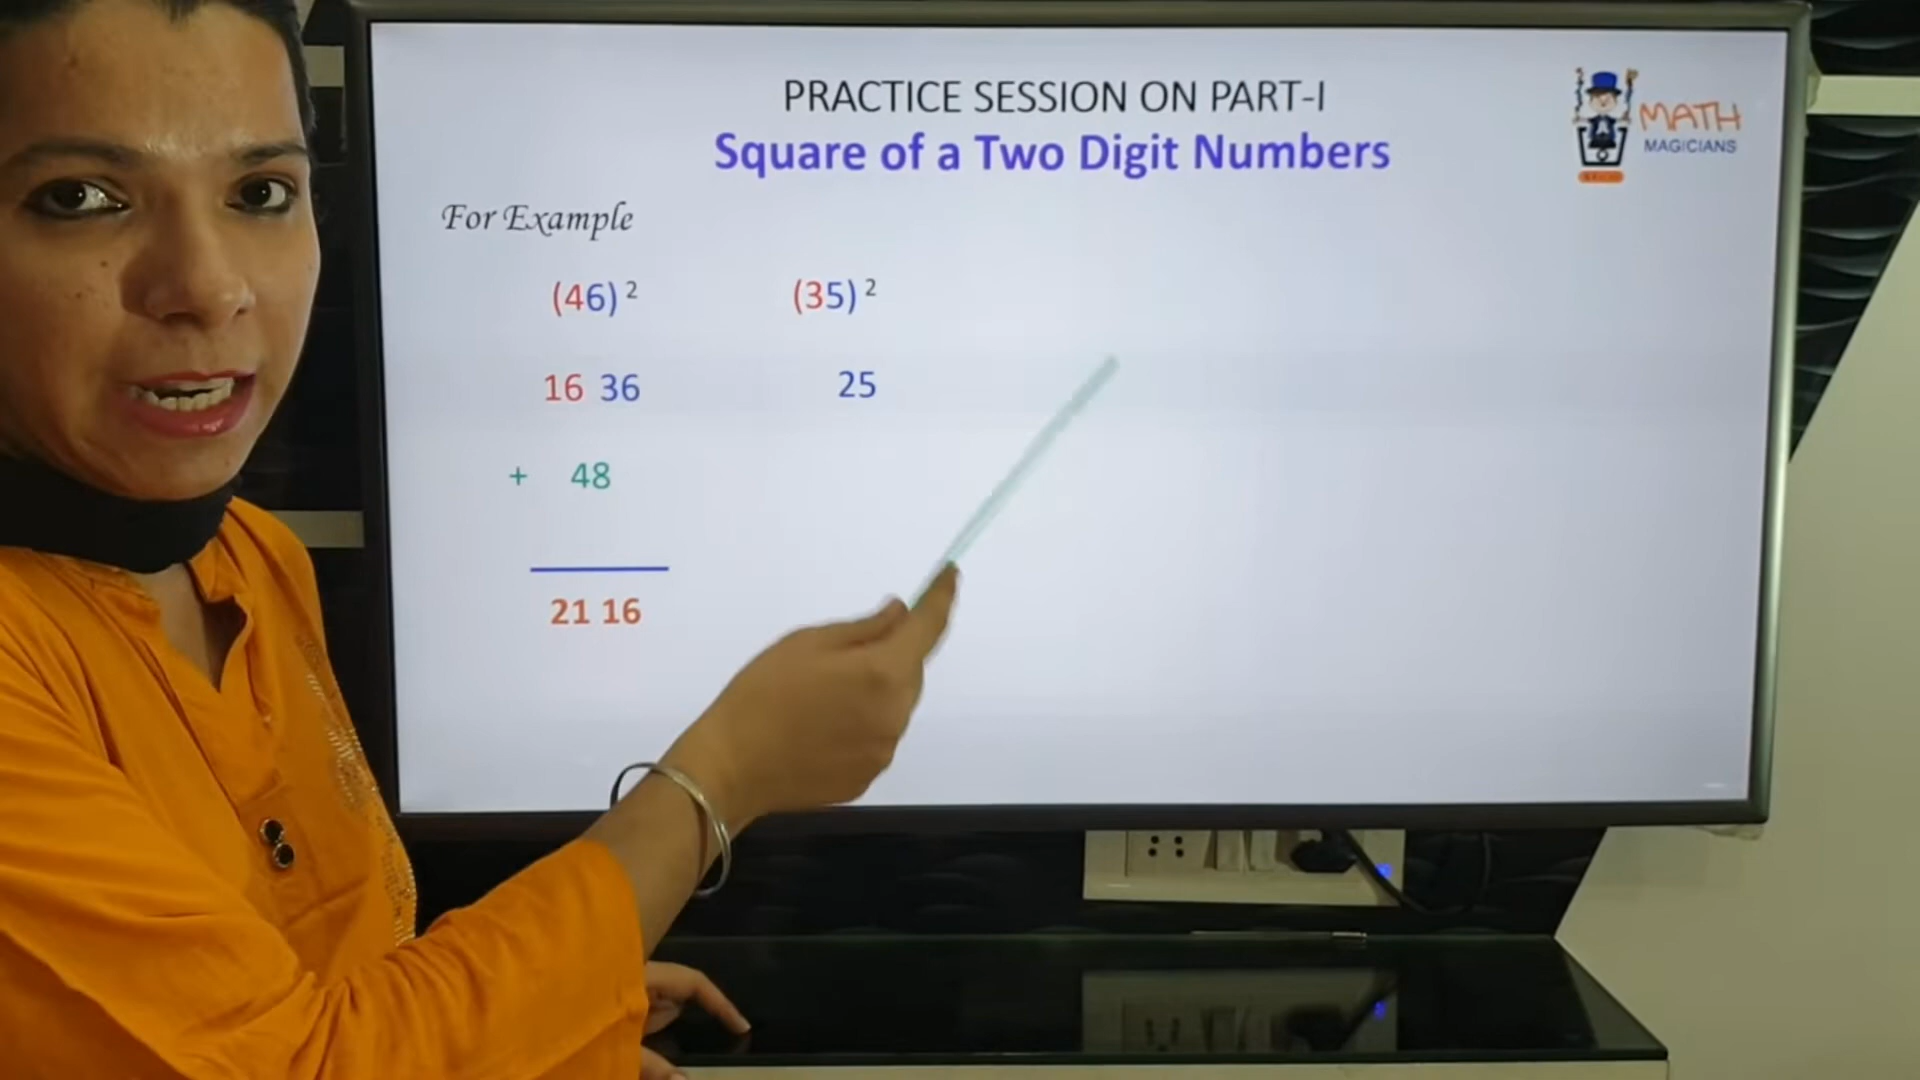 PRACTICE SESSION ON PART-I
Square of a Two Digit Numbers
MATH
MAGICIANS
For Example
(46) 2 (35) 2
16 36 25
+ 48
21 16